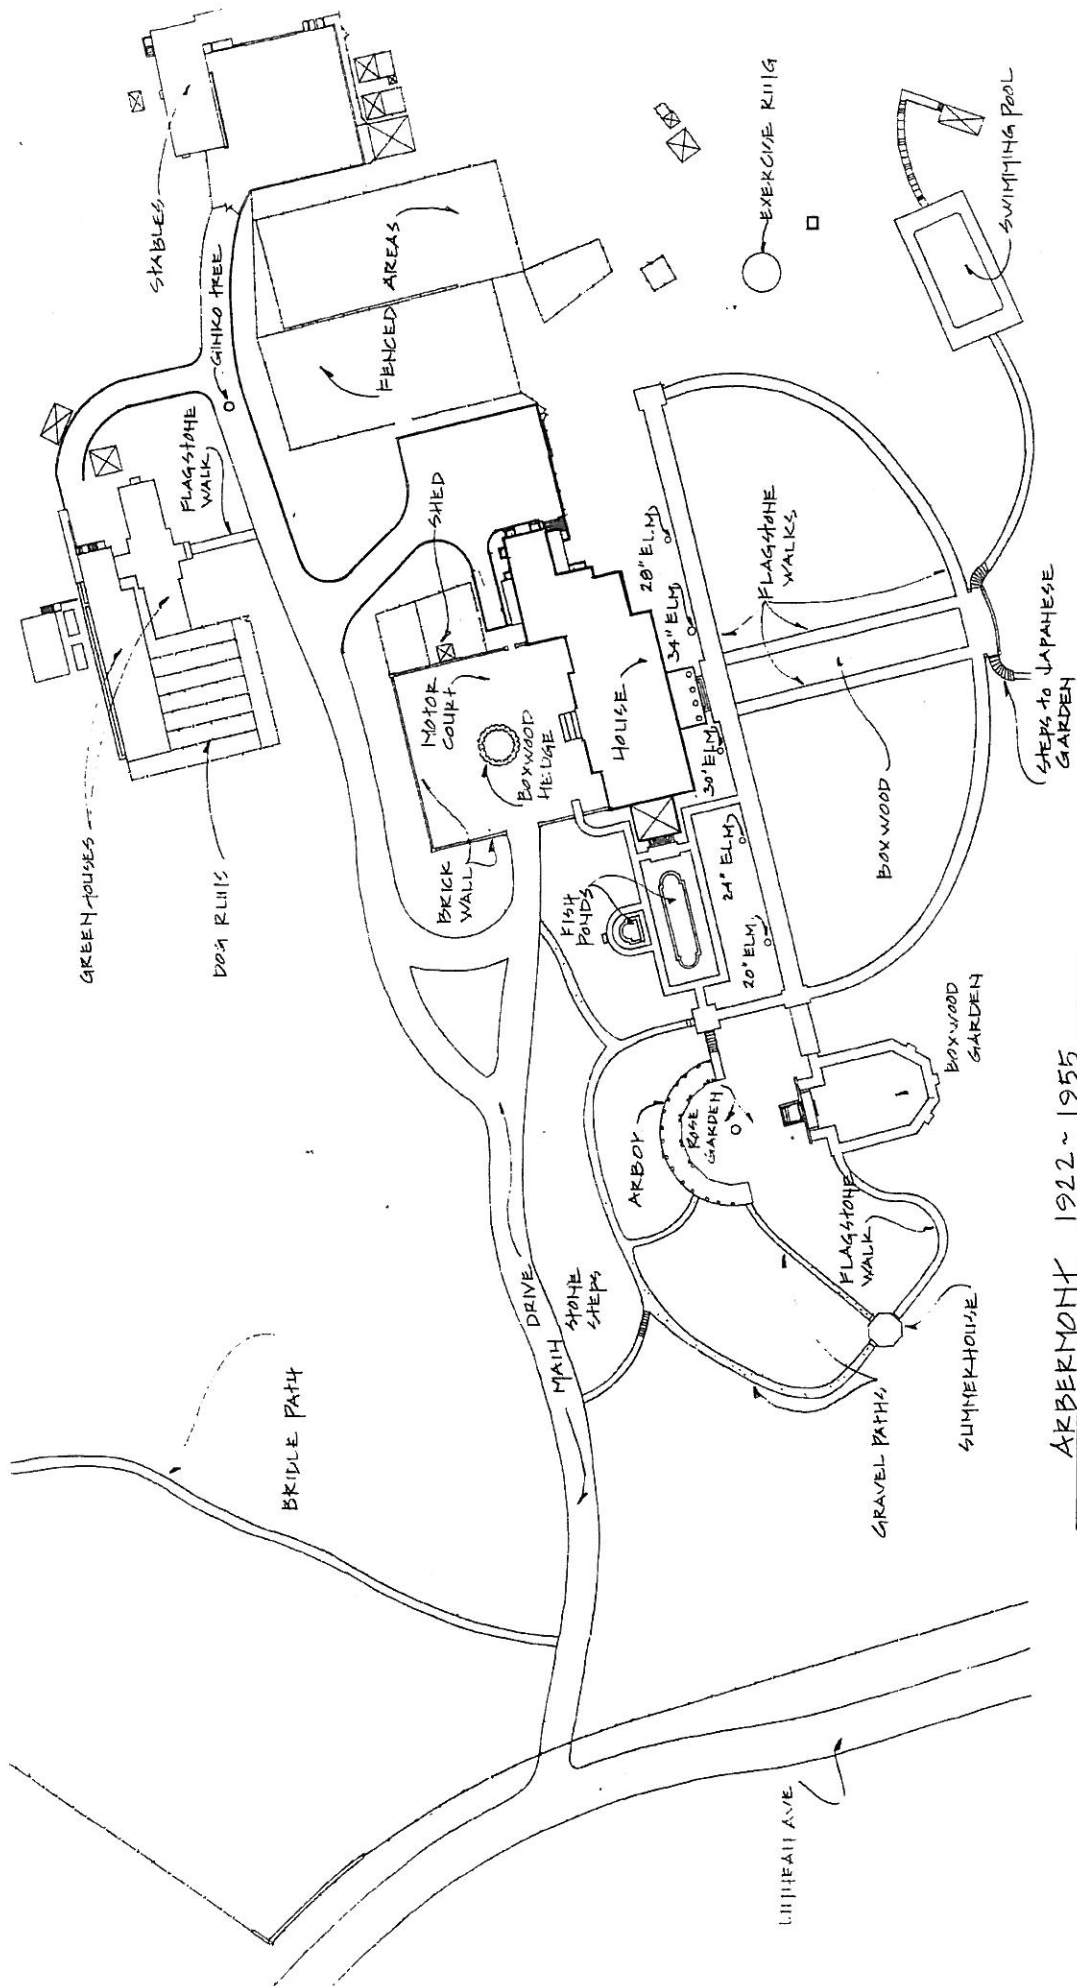 GREENHOUSES
STABLES
FLAGSTONE
WALK
GINKO TREE
DOG RUNS
BRIDLE PATH
FENCED AREAS
MOTOR
COURT
SHED
BRICK
WALL
BOXWOOD
HEDGE
MAIN DRIVE
STONE
STEPS
FISH
PONDS
HOUSE
28" ELM
34" ELM
30" ELM
24" ELM
20" ELM
ARBOR
ROSE
GARDEN
EXERCISE RING
FLAGSTONE
WALKS
LINNEAN AVE
FLAGSTONE
WALK
GRAVEL PATHS
BOXWOOD
SUMMERHOUSE
BOXWOOD
GARDEN
SWIMMING POOL
STEPS TO JAPANESE
GARDEN
ARBERMONT 1922~1955